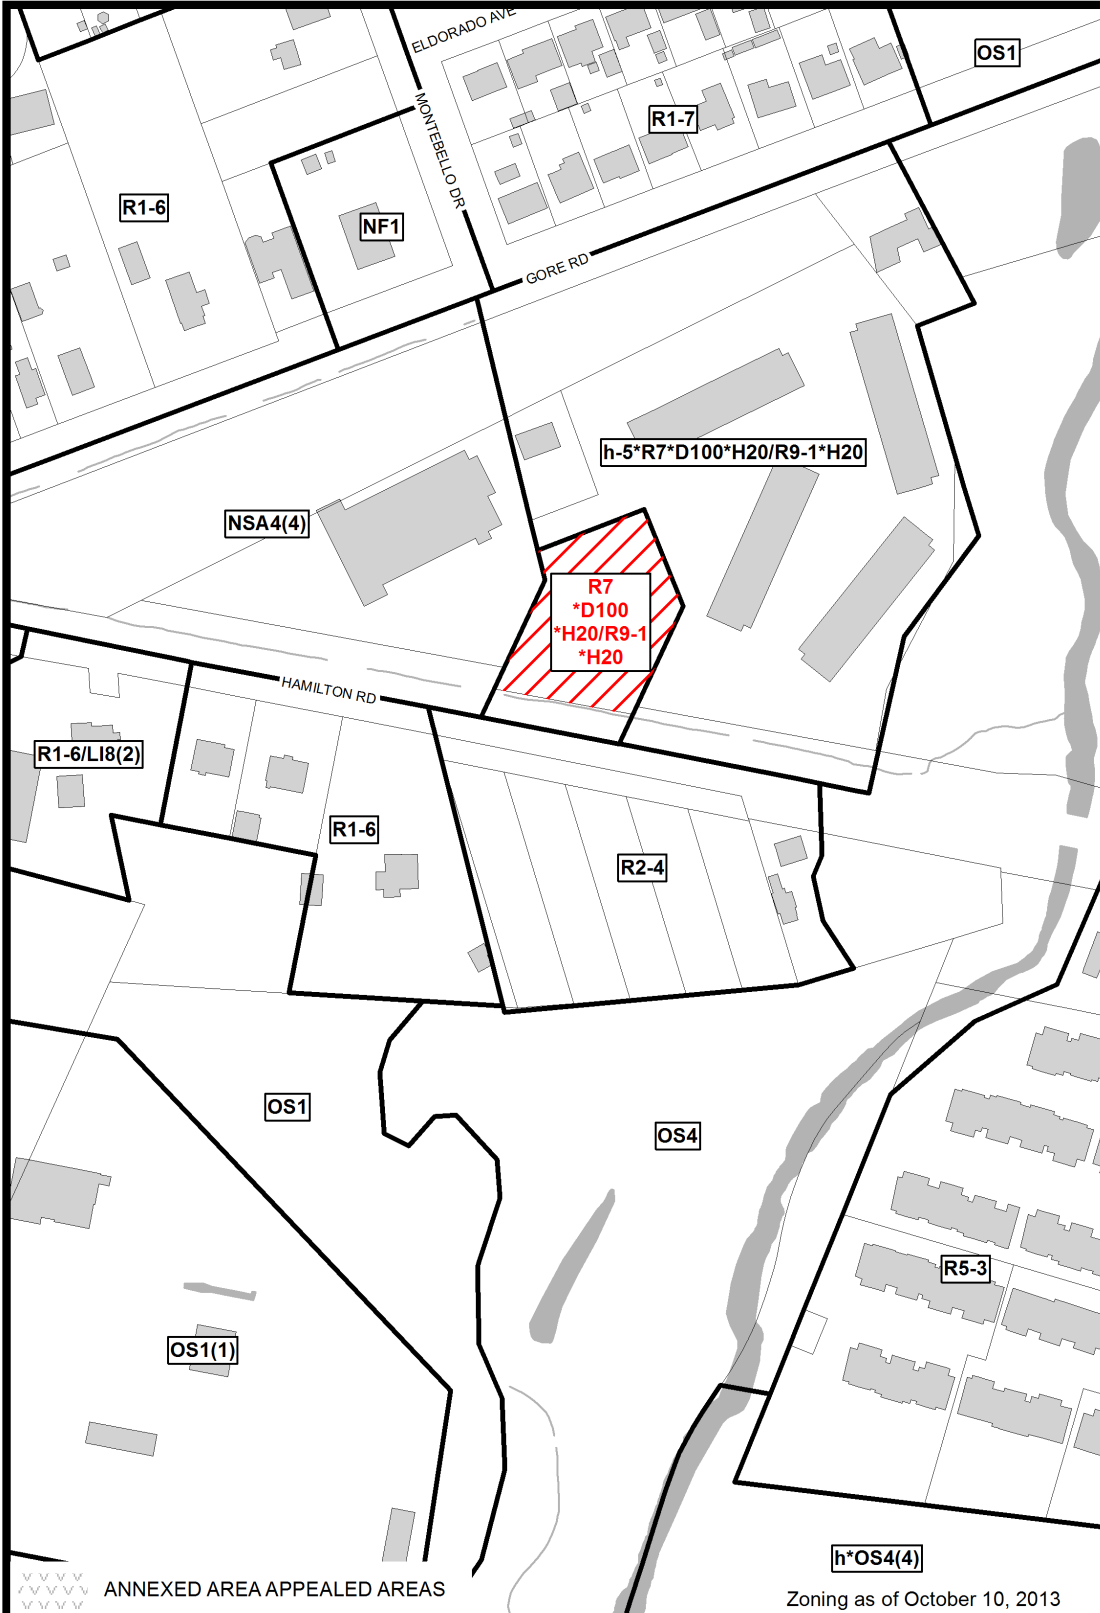 ELDORADO AVE
OS1
MONTEBELLO DR
R1-7
R1-6
NF1
GORE RD
h-5*R7*D100*H20/R9-1*H20
NSA4(4)
R7
*D100
*H20/R9-1
*H20
HAMILTON RD
R1-6/LI8(2)
R1-6
R2-4
OS1
OS4
R5-3
OS1(1)
h*OS4(4)
ANNEXED AREA APPEALED AREAS
Zoning as of October 10, 2013